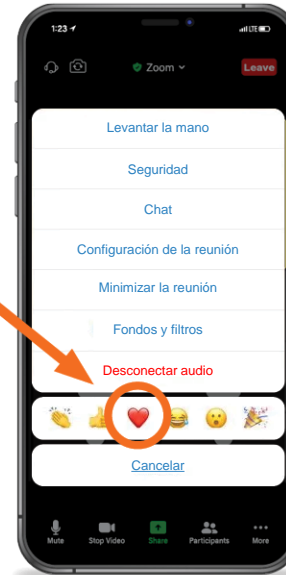 1:23
LTE
Zoom
Leave
Levantar la mano
Seguridad
Chat
Configuración de la reunión
Minimizar la reunión
Fondos y filtros
Desconectar audio
Cancelar
Mute Stop Video Share Participants More